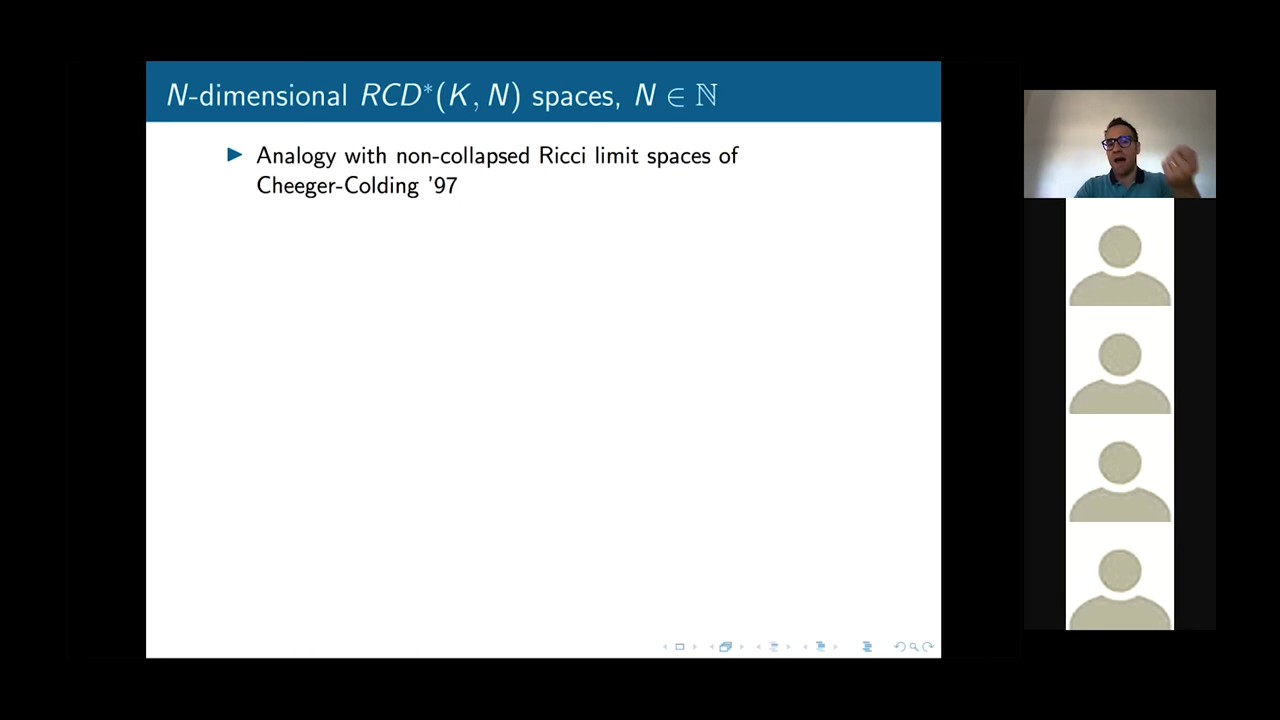 N-dimensional RCD*(K, N) spaces, N ∈ ℕ
Analogy with non-collapsed Ricci limit spaces of
Cheeger-Colding '97